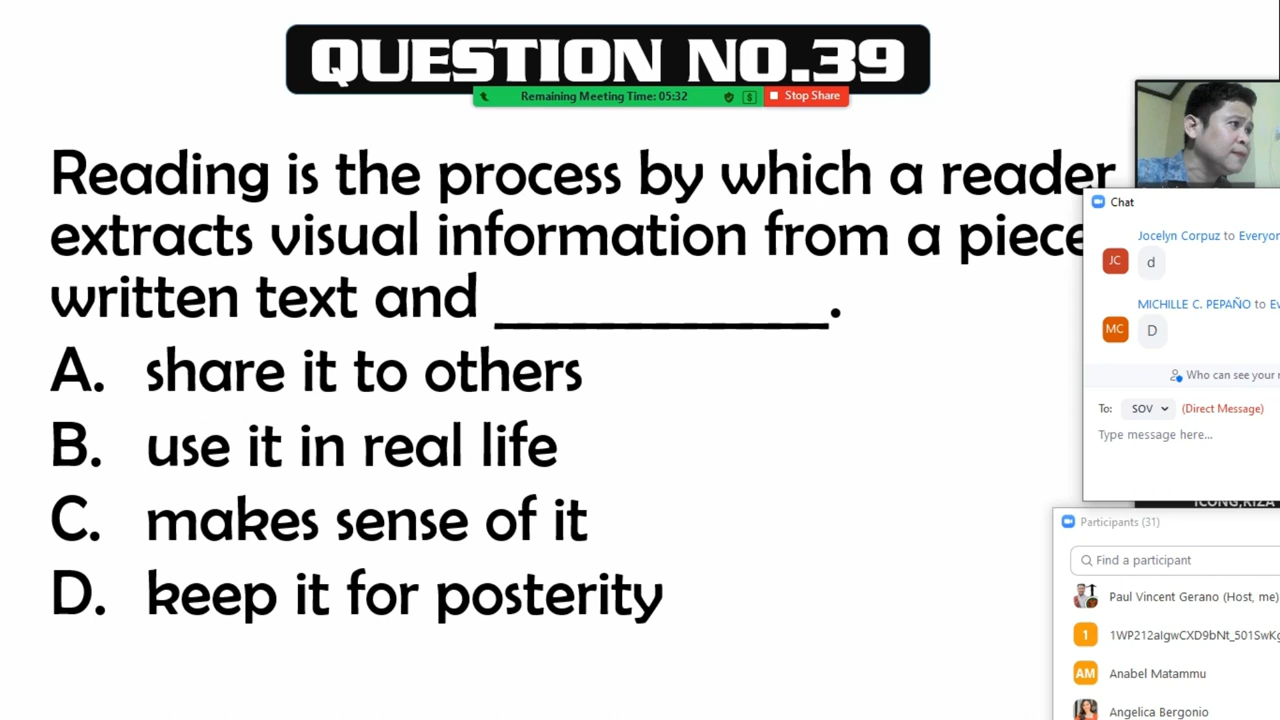 QUESTION NO.39
Remaining Meeting Time: 05:32
Stop Share
Reading is the process by which a reader
extracts visual information from a piece
written text and ______________.
A. share it to others
B. use it in real life
C. makes sense of it
D. keep it for posterity
Chat
Jocelyn Corpuz to Everyon
JC
d
MICHILLE C. PEPAÑO to Ev
MC
D
Who can see your
To: SOV (Direct Message)
Type message here...
Participants (31)
Find a participant
Paul Vincent Gerano (Host, me)
1
AM Anabel Matammu
Angelica Bergonio